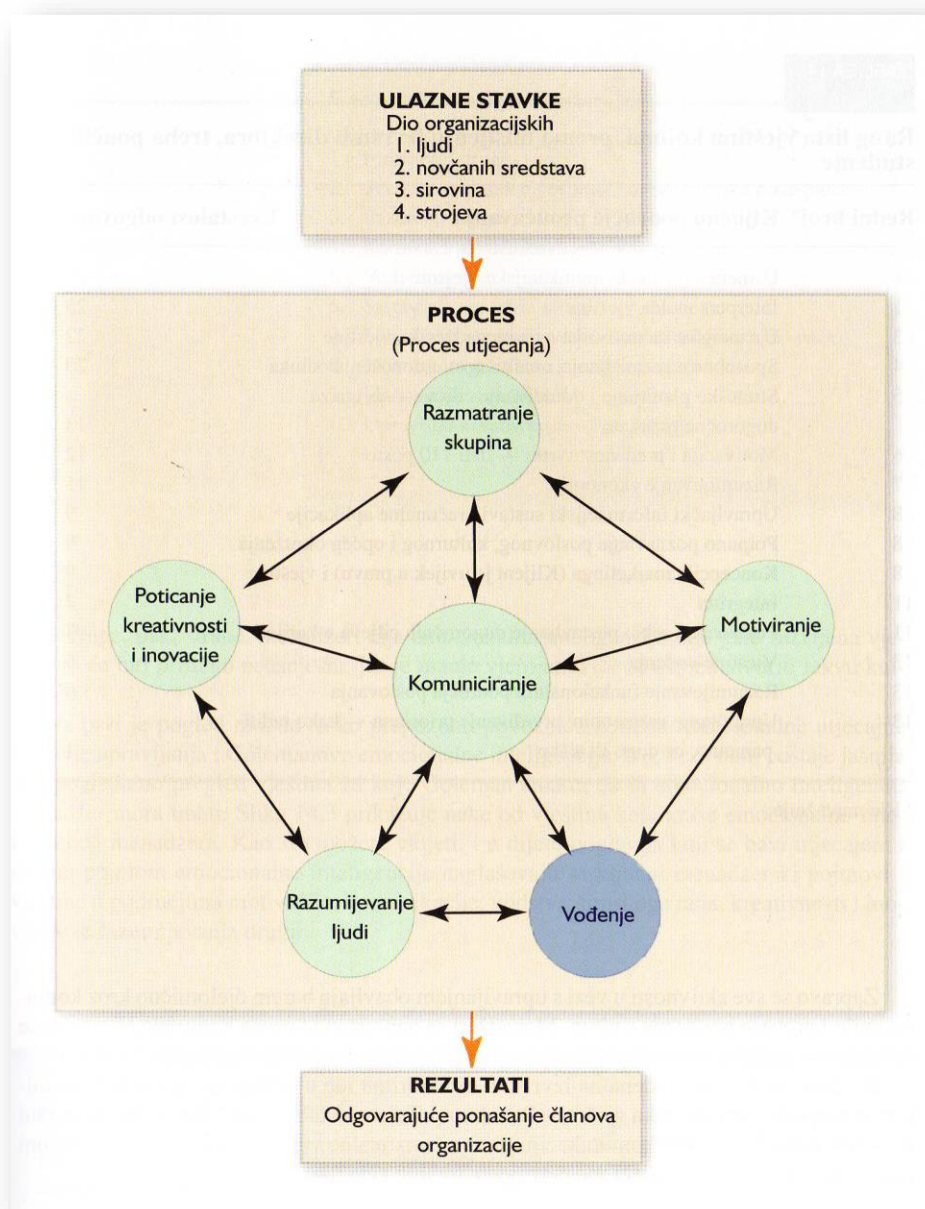 ULAZNE STAVKE
Dio organizacijskih
1. ljudi
2. novčanih sredstava
3. sirovina
4. strojeva
PROCES
(Proces utjecanja)
Razmatranje
skupina
Poticanje
kreativnosti
i inovacije
Motiviranje
Komuniciranje
Razumijevanje
ljudi
Vođenje
REZULTATI
Odgovarajuće ponašanje članova
organizacije